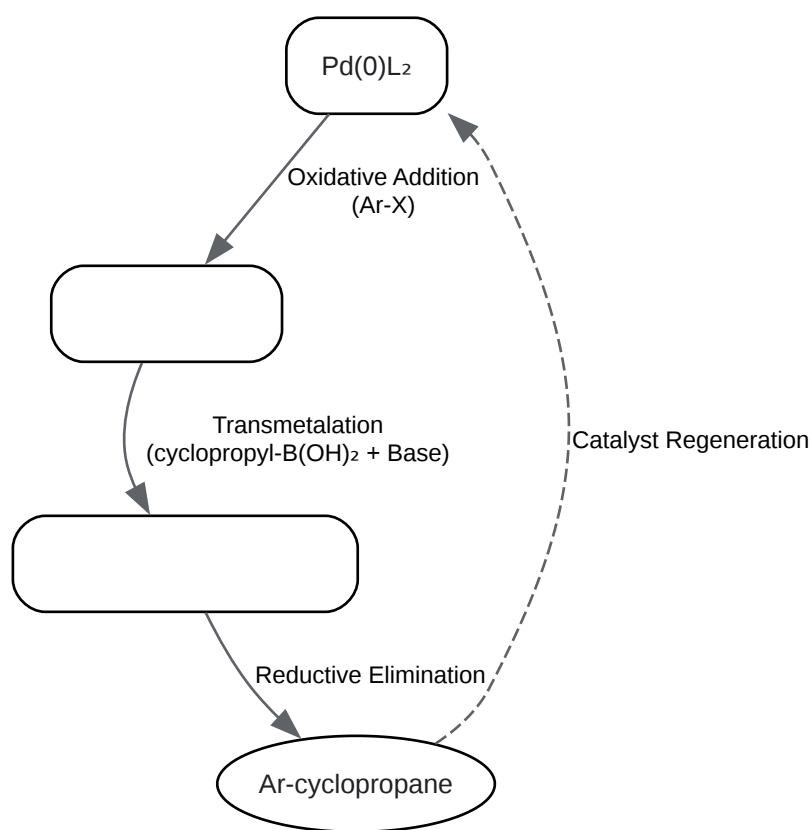 Pd(0)L₂
Oxidative Addition
(Ar-X)
Transmetalation
(cyclopropyl-B(OH)₂ + Base)
Catalyst Regeneration
Reductive Elimination
Ar-cyclopropane